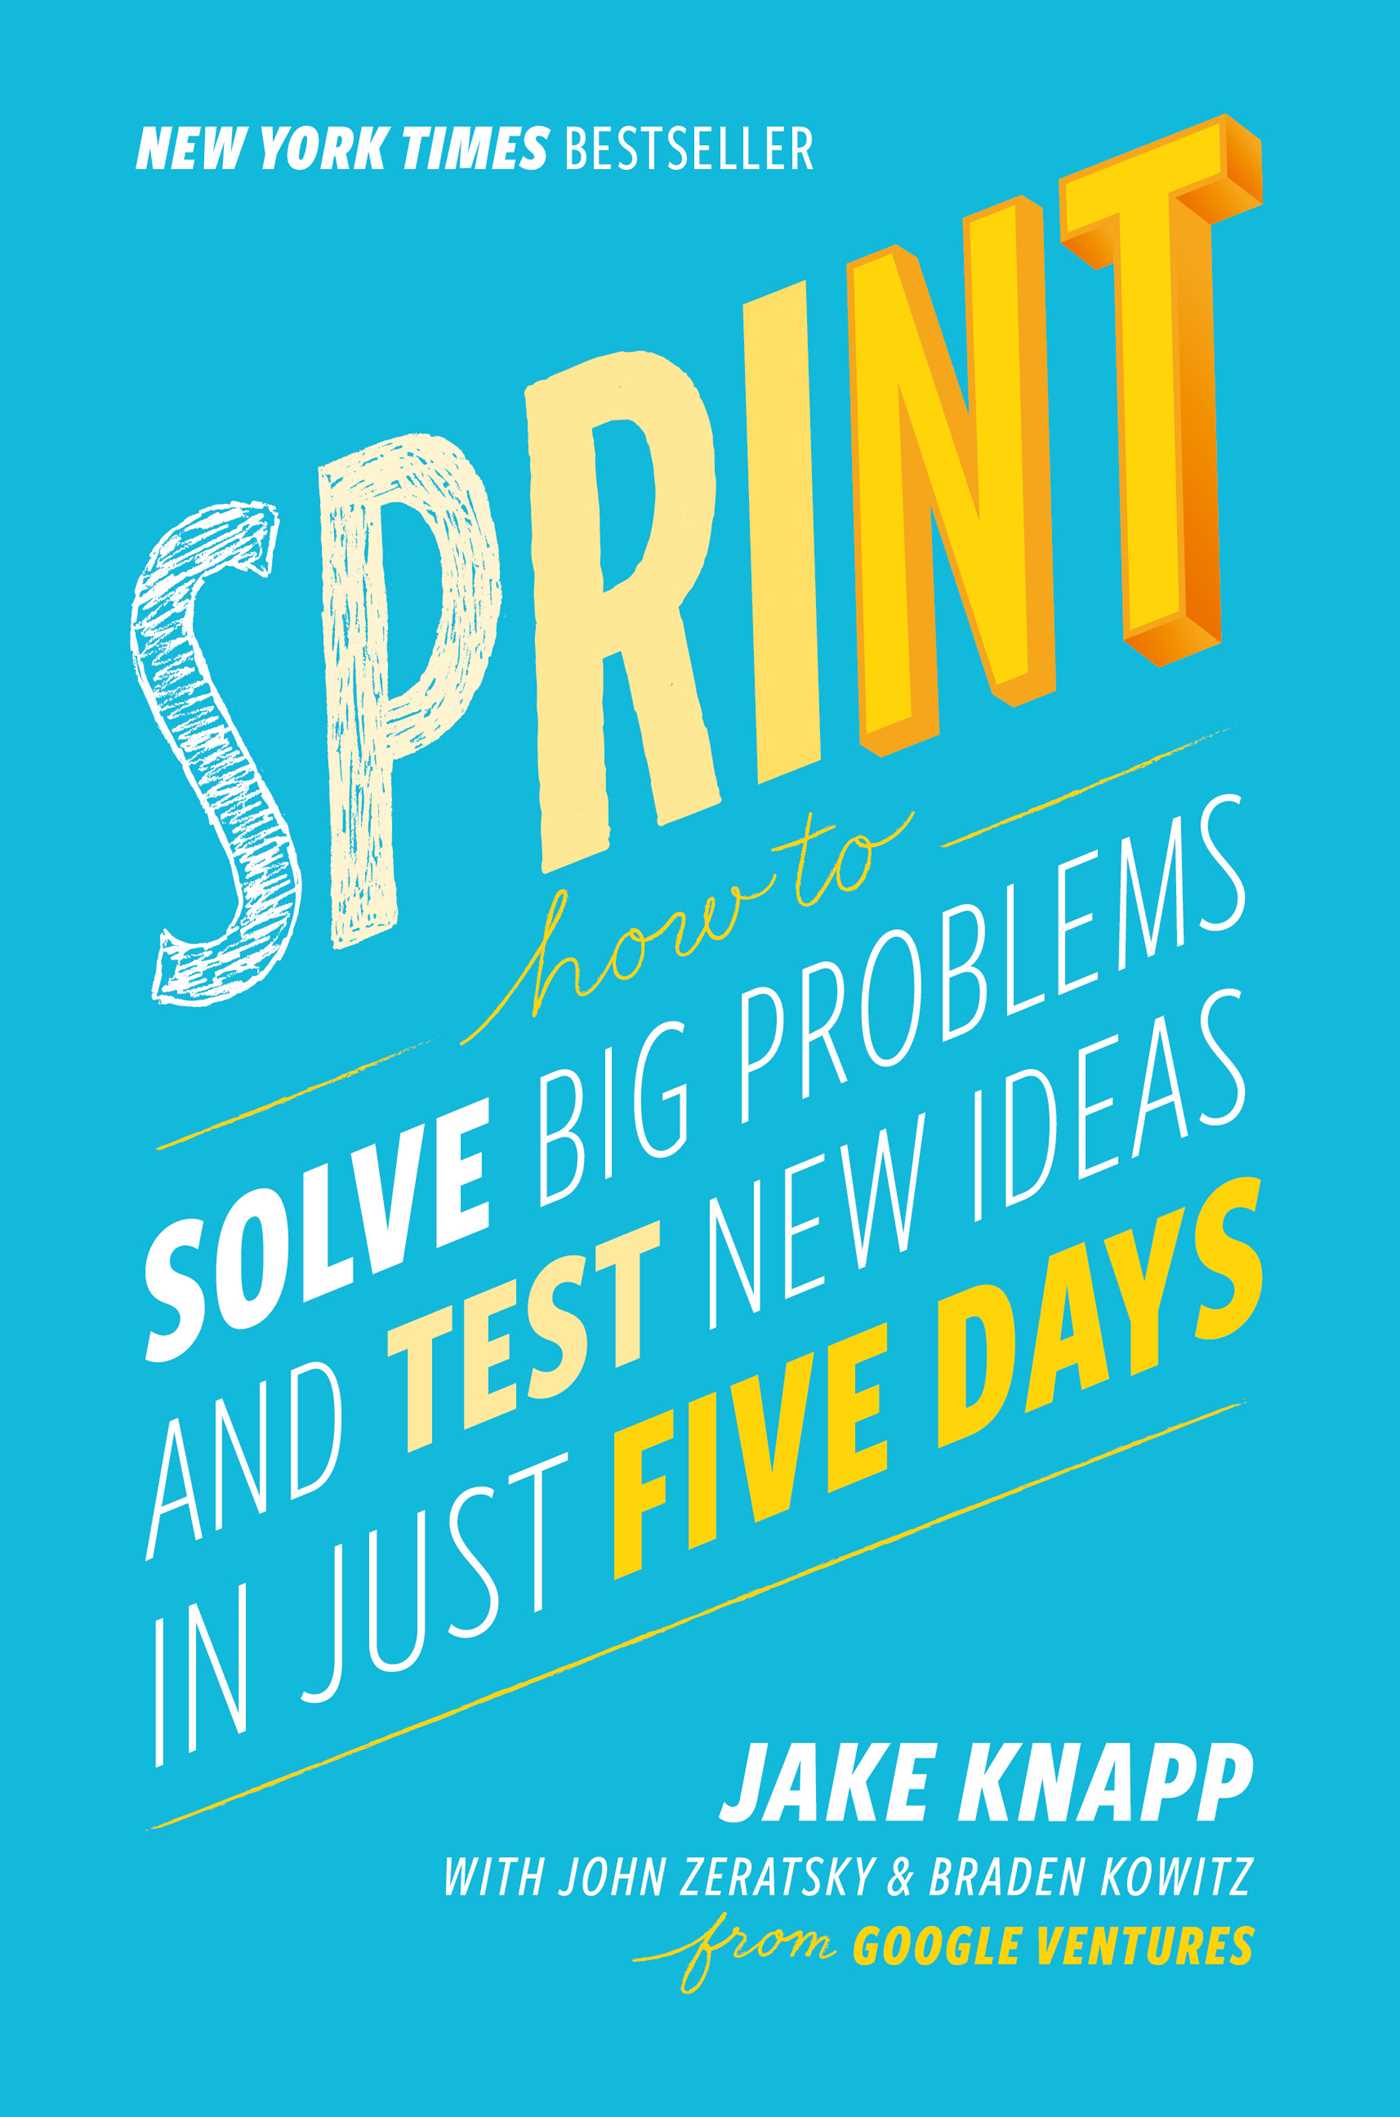 NEW YORK TIMES BESTSELLER
SPRINT
how to
SOLVE BIG PROBLEMS
AND TEST NEW IDEAS
IN JUST FIVE DAYS
JAKE KNAPP
WITH JOHN ZERATSKY & BRADEN KOWITZ
from GOOGLE VENTURES